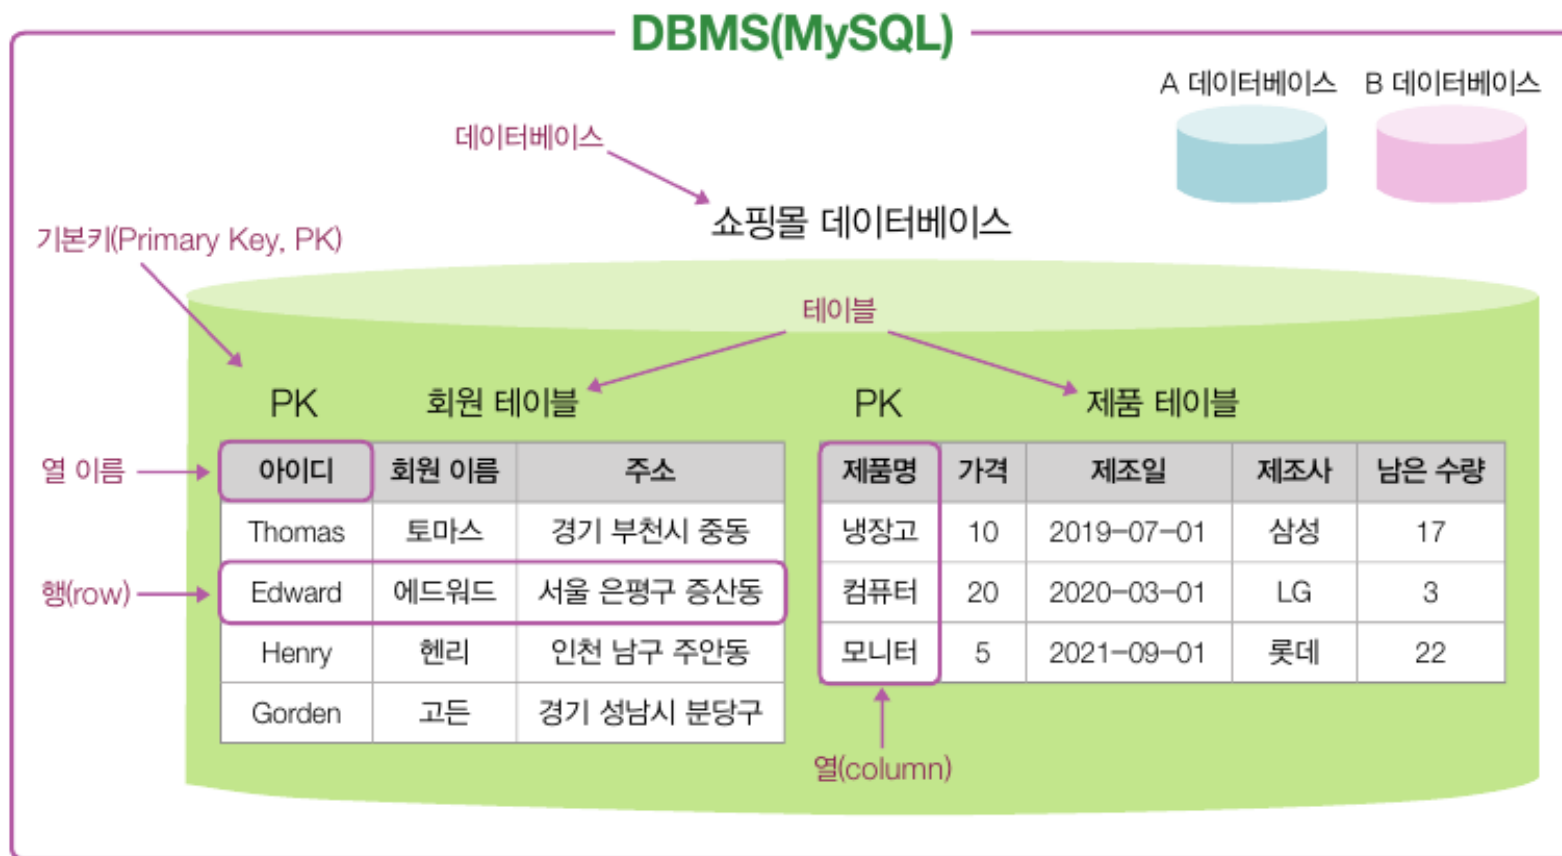 DBMS(MySQL)
A 데이터베이스 B 데이터베이스
데이터베이스
쇼핑몰 데이터베이스
기본키(Primary Key, PK)
테이블
PK 회원 테이블 PK 제품 테이블
열 이름 아이디 회원 이름 주소 제품명 가격 제조일 제조사 남은 수량
Thomas 토마스 경기 부천시 중동 냉장고 10 2019-07-01 삼성 17
행(row) Edward 에드워드 서울 은평구 증산동 컴퓨터 20 2020-03-01 LG 3
Henry 헨리 인천 남구 주안동 모니터 5 2021-09-01 롯데 22
Gorden 고든 경기 성남시 분당구
열(column)